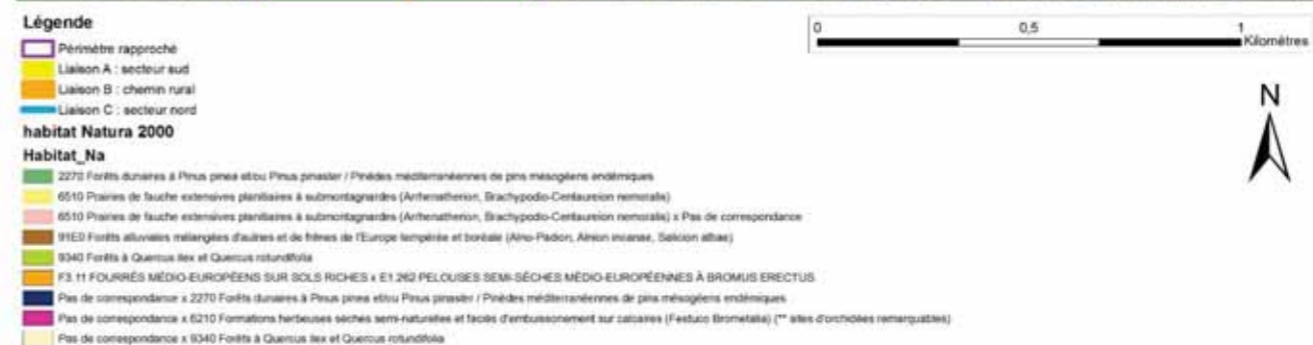 Légende
0 0,5 1
Kilomètres
Périmètre rapproché
Liaison A : secteur sud
Liaison B : chemin rural
Liaison C : secteur nord
N
habitat Natura 2000
Habitat_Na
2270 Forêts dunaires à Pinus pinea et/ou Pinus pinaster / Pinèdes méditerranéennes de pins mésogéens endémiques
6510 Prairies de fauche extensives planitiaires à submontagnardes (Arrhenatherion, Brachypodio-Centaureion nemoralis)
6510 Prairies de fauche extensives planitiaires à submontagnardes (Arrhenatherion, Brachypodio-Centaureion nemoralis) x Pas de correspondance
91E0 Forêts alluviales mélangées d'aulnes et de frênes de l'Europe tempérée et boréale (Alno-Padion, Alnion incanae, Salicion albae)
9340 Forêts à Quercus ilex et Quercus rotundifolia
F3.11 FOURRÉS MÉDIO-EUROPÉENS SUR SOLS RICHES x E1.262 PELOUSES SEMI-SÈCHES MÉDIO-EUROPÉENNES À BROMUS ERECTUS
Pas de correspondance x 2270 Forêts dunaires à Pinus pinea et/ou Pinus pinaster / Pinèdes méditerranéennes de pins mésogéens endémiques
Pas de correspondance x 6210 Formations herbeuses sèches semi-naturelles et faciès d'embuissonement sur calcaires (Festuco Brometalia) (** sites d'orchidées remarquables)
Pas de correspondance x 9340 Forêts à Quercus ilex et Quercus rotundifolia